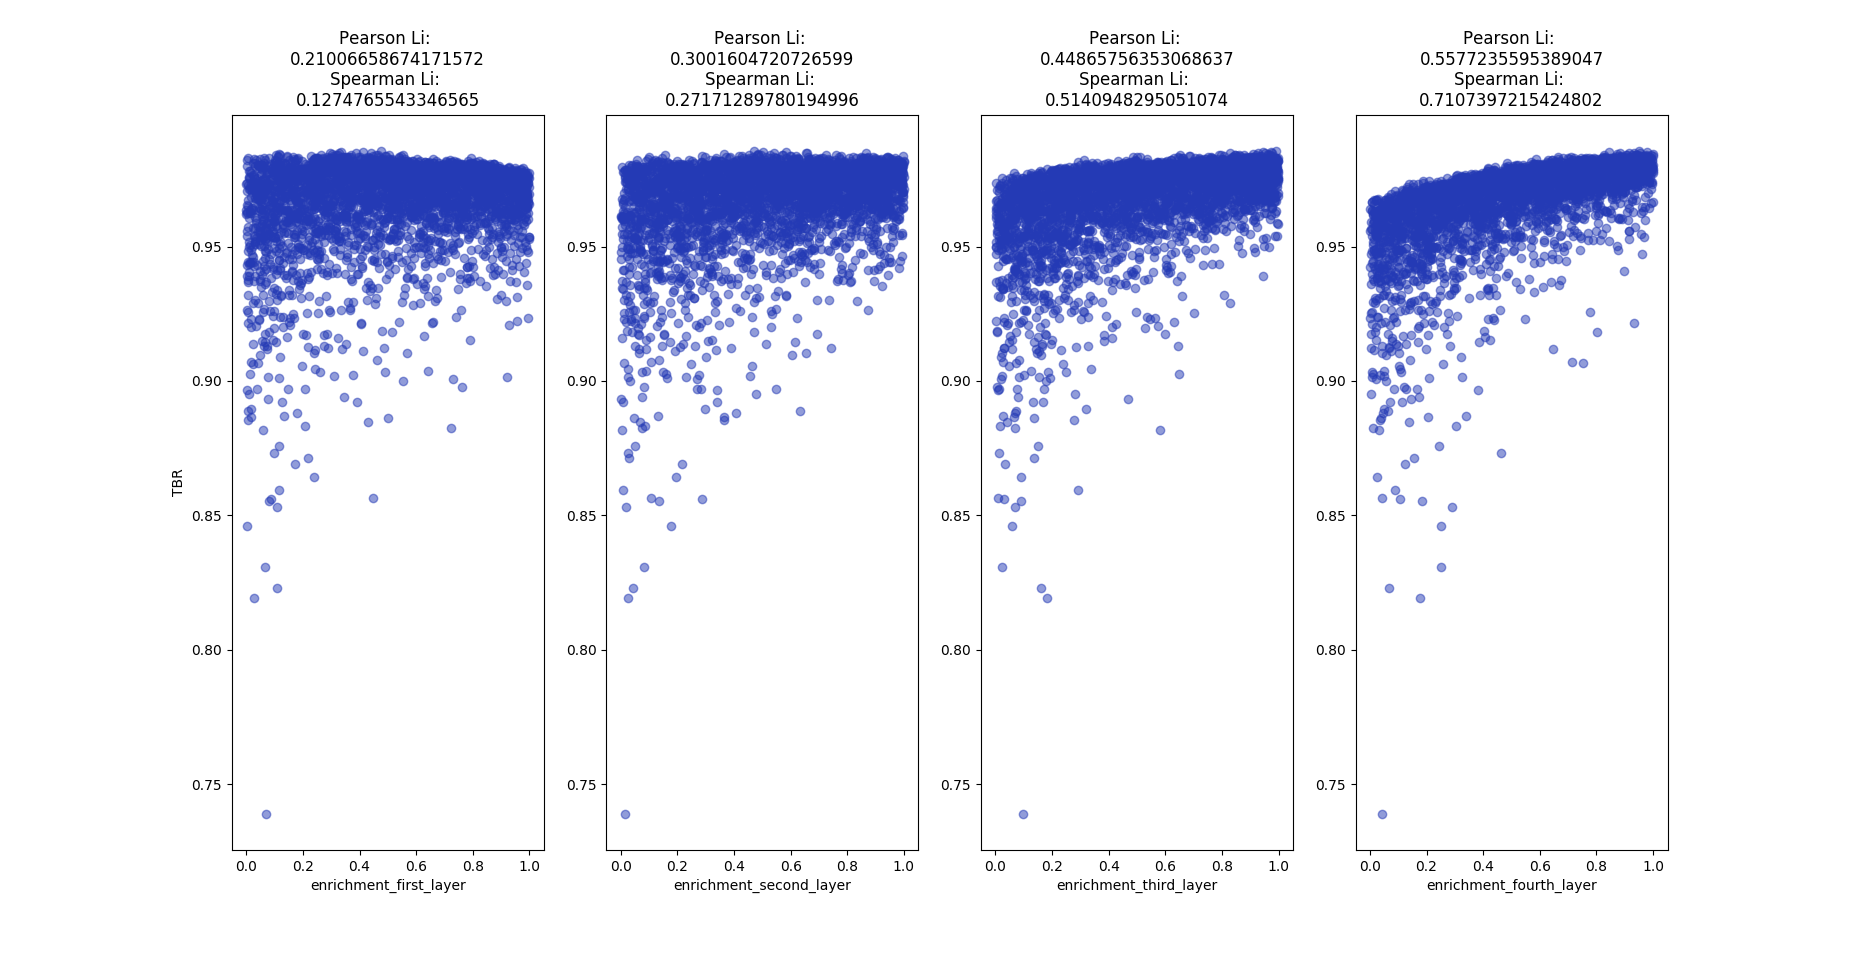 Pearson Li:
0.21006658674171572
Spearman Li:
0.1274765543346565
Pearson Li:
0.3001604720726599
Spearman Li:
0.27171289780194996
Pearson Li:
0.44865756353068637
Spearman Li:
0.5140948295051074
Pearson Li:
0.5577235595389047
Spearman Li:
0.7107397215424802
TBR
0.95
0.90
0.85
0.80
0.75
0.0 0.2 0.4 0.6 0.8 1.0
enrichment_first_layer
0.95
0.90
0.85
0.80
0.75
0.0 0.2 0.4 0.6 0.8 1.0
enrichment_second_layer
0.95
0.90
0.85
0.80
0.75
0.0 0.2 0.4 0.6 0.8 1.0
enrichment_third_layer
0.95
0.90
0.85
0.80
0.75
0.0 0.2 0.4 0.6 0.8 1.0
enrichment_fourth_layer